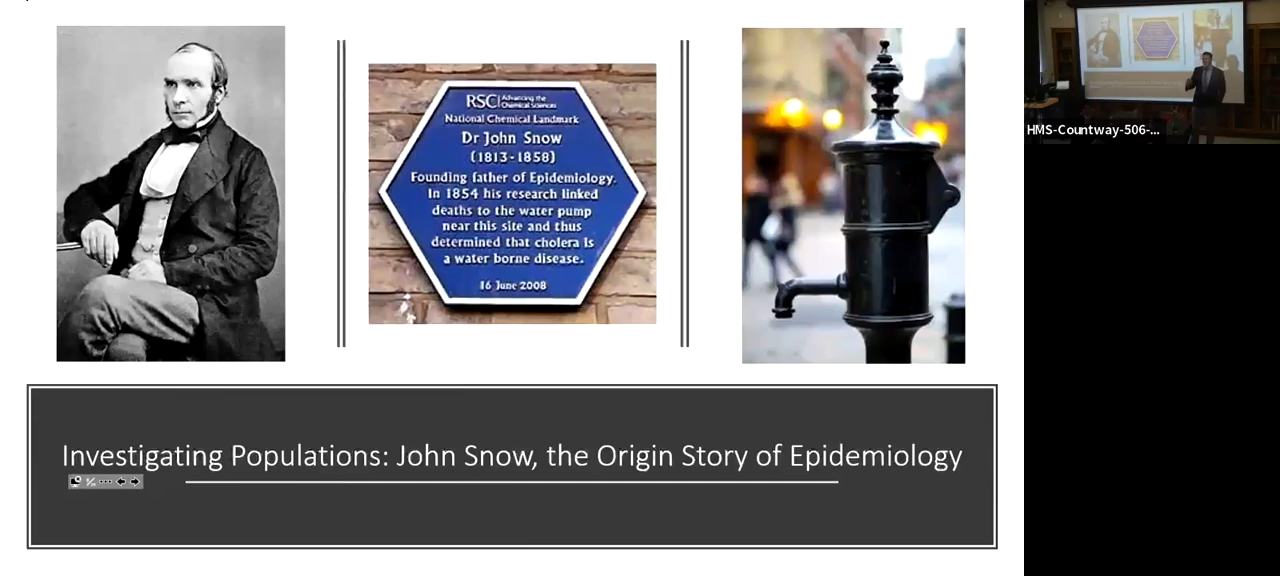 RSC | Advancing the
Chemical Sciences
National Chemical Landmark
Dr John Snow
(1813-1858)
Founding father of Epidemiology.
In 1854 his research linked
deaths to the water pump
near this site and thus
determined that cholera is
a water borne disease.
16 June 2008
HMS-Countway-506-...
Investigating Populations: John Snow, the Origin Story of Epidemiology